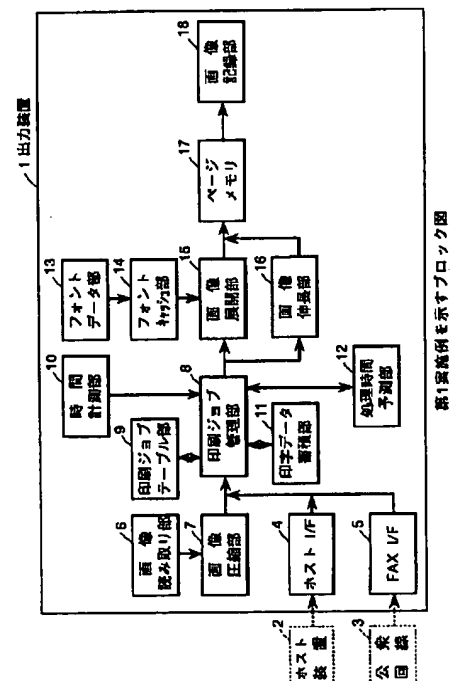 1 出力装置
13
フォント
データ部
14
フォント
キャッシュ部
10
時間
計測部
9
印刷ジョブ
テーブル部
6
画像
読み取り部
7
画像
圧縮部
8
印刷ジョブ
管理部
11
印字データ
蓄積部
12
処理時間
予測部
15
画像
展開部
16
画像
伸長部
17
ページ
メモリ
18
画像
記録部
2
ホスト
装置
4
ホスト I/F
3
公衆
回線
5
FAX I/F
第1実施例を示すブロック図